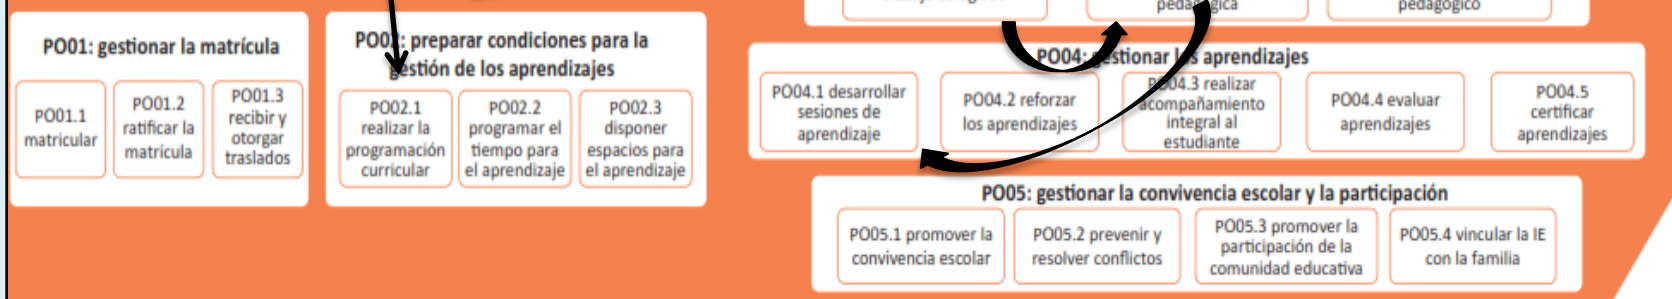 pedagógica
pedagógico
PO01: gestionar la matrícula
PO01.1
matricular
PO01.2
ratificar la
matrícula
PO01.3
recibir y
otorgar
traslados
PO02: preparar condiciones para la
gestión de los aprendizajes
PO02.1
realizar la
programación
curricular
PO02.2
programar el
tiempo para
el aprendizaje
PO02.3
disponer
espacios para
el aprendizaje
PO04: gestionar los aprendizajes
PO04.1 desarrollar
sesiones de
aprendizaje
PO04.2 reforzar
los aprendizajes
PO04.3 realizar
acompañamiento
integral al
estudiante
PO04.4 evaluar
aprendizajes
PO04.5
certificar
aprendizajes
PO05: gestionar la convivencia escolar y la participación
PO05.1 promover la
convivencia escolar
PO05.2 prevenir y
resolver conflictos
PO05.3 promover la
participación de la
comunidad educativa
PO05.4 vincular la IE
con la familia